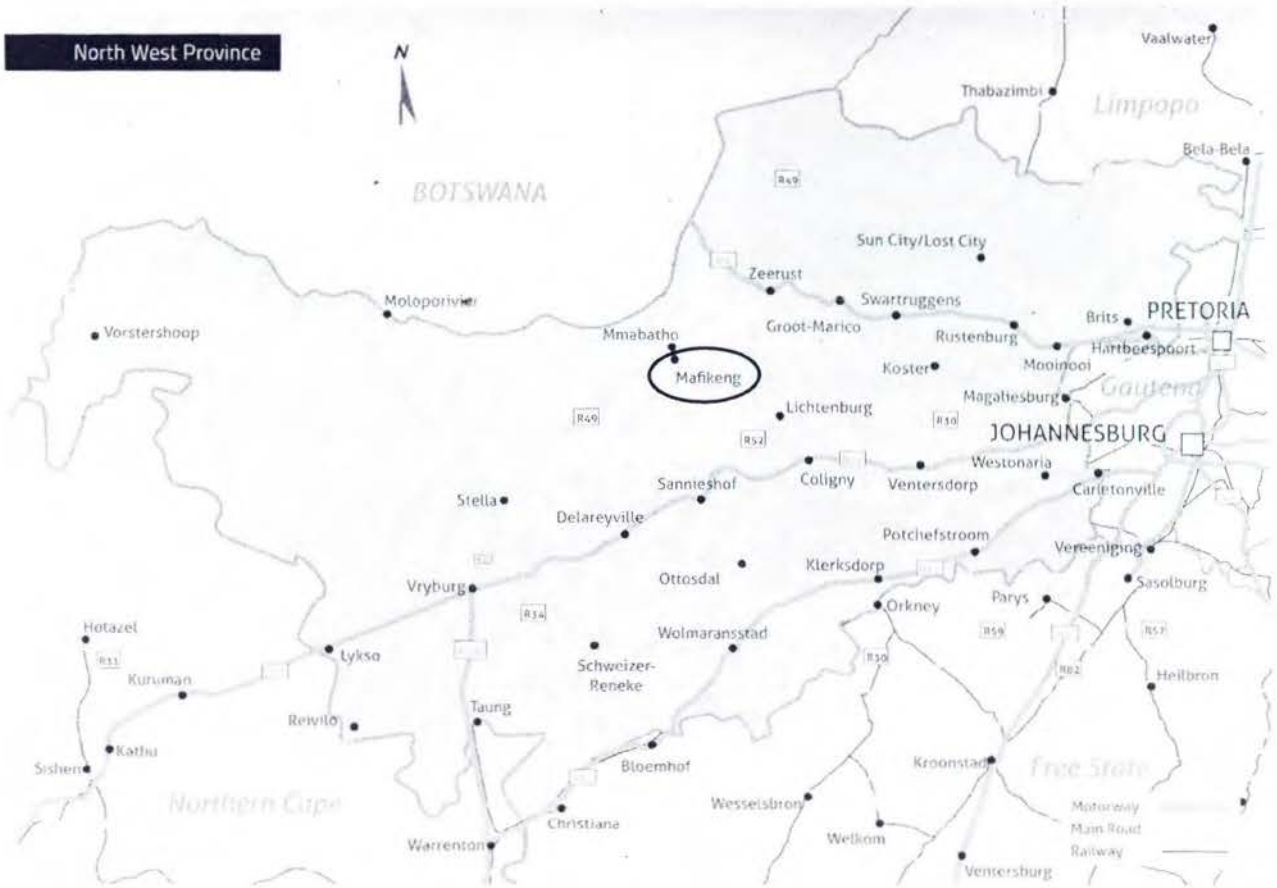 North West Province
N
Vaalwater
Thabazimbi
Limpopo
Bela-Bela
R49
BOTSWANA
Sun City/Lost City
Zeerust
Moloporivier
Swartruggens
Groot-Marico
Brits
PRETORIA
Vorstershoop
Mmabatho
Rustenburg
Hartbeespoort
Mafikeng
Koster
Mooinooi
Gauteng
Magaliesburg
Lichtenburg
R49
R30
R52
JOHANNESBURG
Westonaria
Coligny
Ventersdorp
Carletonville
Sannieshof
Stella
Delareyville
Potchefstroom
Vereeniging
Ottosdal
Klerksdorp
Vryburg
Sasolburg
Orkney
Parys
R34
Hotazel
Wolmaransstad
R59
R57
R31
Lykso
Schweizer-
Reneke
R30
R82
Kuruman
Heilbron
Reivilo
Taung
Kathu
Bloemhof
Sishen
Kroonstad
Free State
Northern Cape
Wesselsbron
Motorway
Christiana
Main Road
Warrenton
Welkom
Railway
Ventersburg